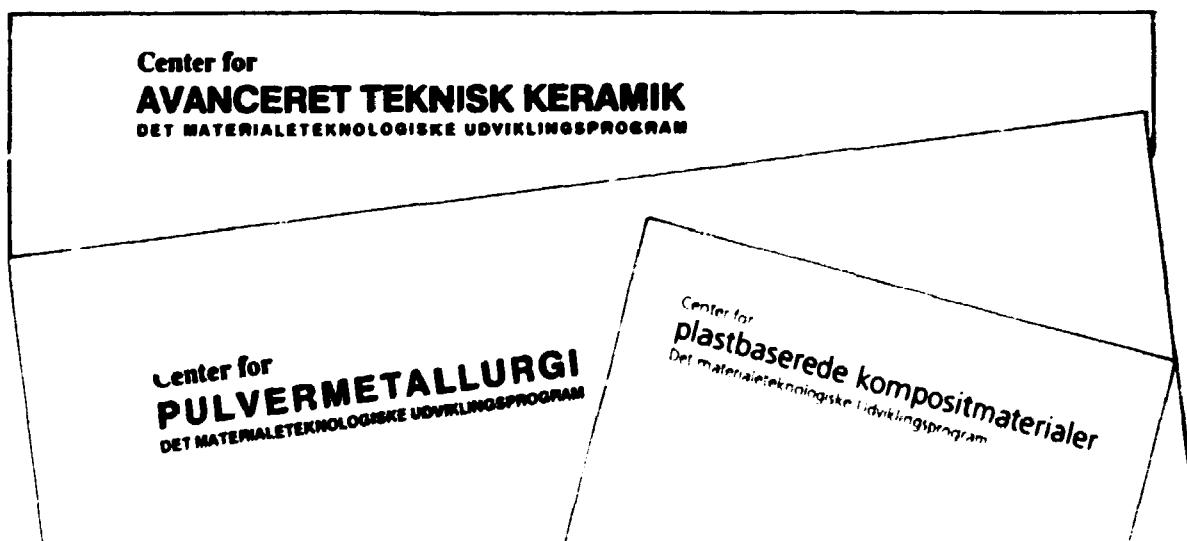 Center for
AVANCERET TEKNISK KERAMIK
DET MATERIALETEKNOLOGISKE UDVIKLINGSPROGRAM
Center for
PULVERMETALLURGI
DET MATERIALETEKNOLOGISKE UDVIKLINGSPROGRAM
Center for
plastbaserede kompositmaterialer
Det materialeteknologiske Udviklingsprogram